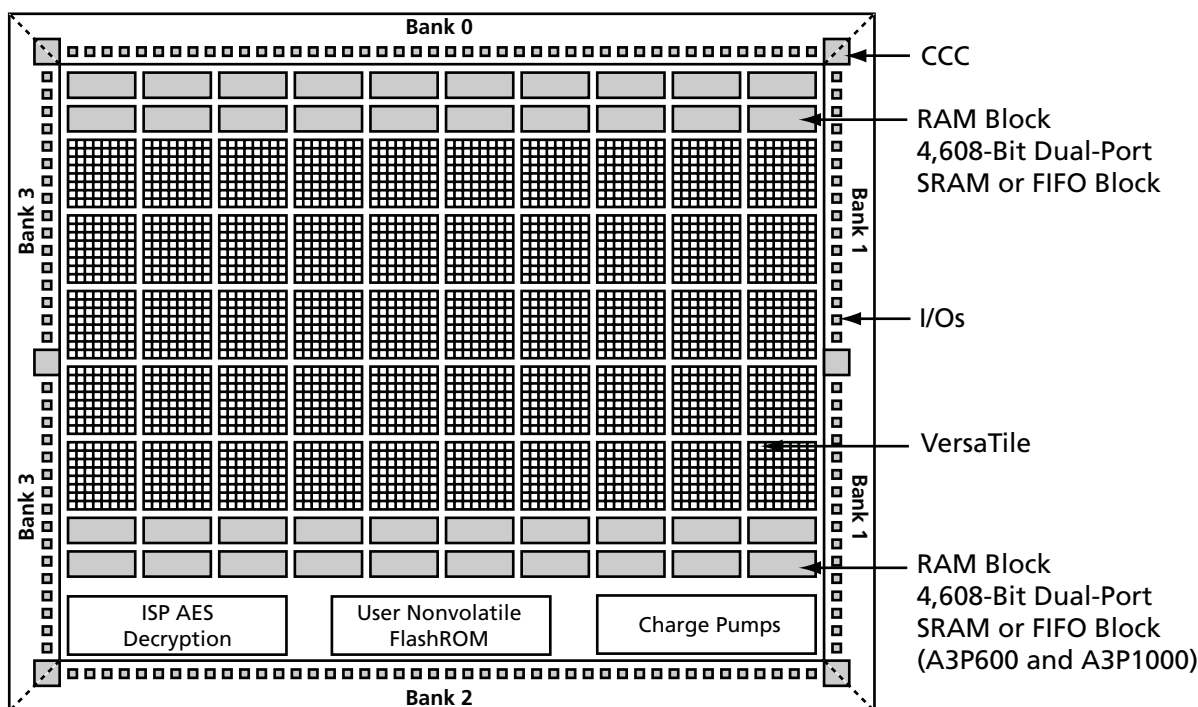 Bank 0
CCC
RAM Block
4,608-Bit Dual-Port
SRAM or FIFO Block
Bank 3
Bank 1
I/Os
VersaTile
Bank 3
Bank 1
RAM Block
4,608-Bit Dual-Port
SRAM or FIFO Block
(A3P600 and A3P1000)
ISP AES
Decryption
User Nonvolatile
FlashROM
Charge Pumps
Bank 2